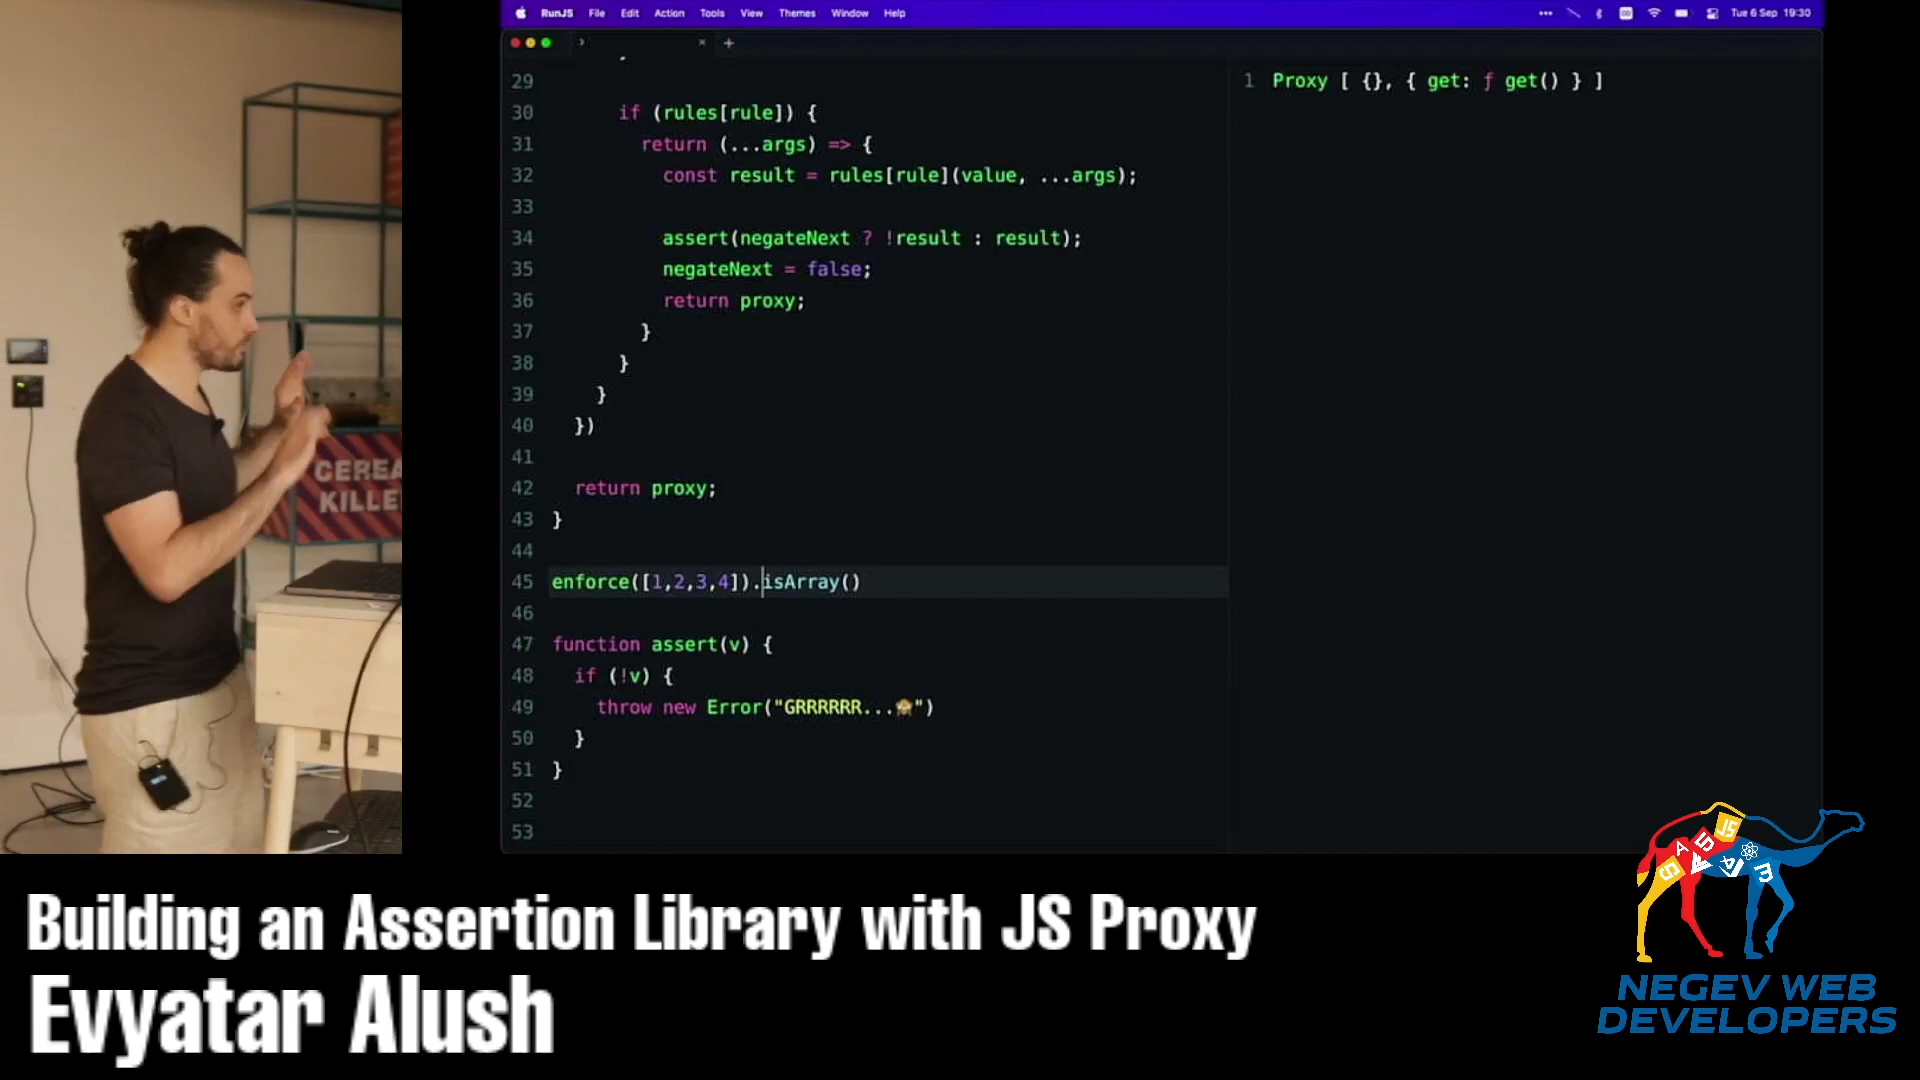 RunJS File Edit Action Tools View Themes Window Help
Tue 6 Sep 19:30
29
30 if (rules[rule]) {
31 return (...args) => {
32 const result = rules[rule](value, ...args);
33
34 assert(negateNext ? !result : result);
35 negateNext = false;
36 return proxy;
37 }
38 }
39 }
40 })
41
42 return proxy;
43 }
44
45 enforce([1,2,3,4]).isArray()
46
47 function assert(v) {
48 if (!v) {
49 throw new Error("GRRRRRR...🙈")
50 }
51 }
52
53
1 Proxy [ {}, { get: ƒ get() } ]
CEREA
KILLE
Building an Assertion Library with JS Proxy
Evyatar Alush
JS
NEGEV WEB
DEVELOPERS